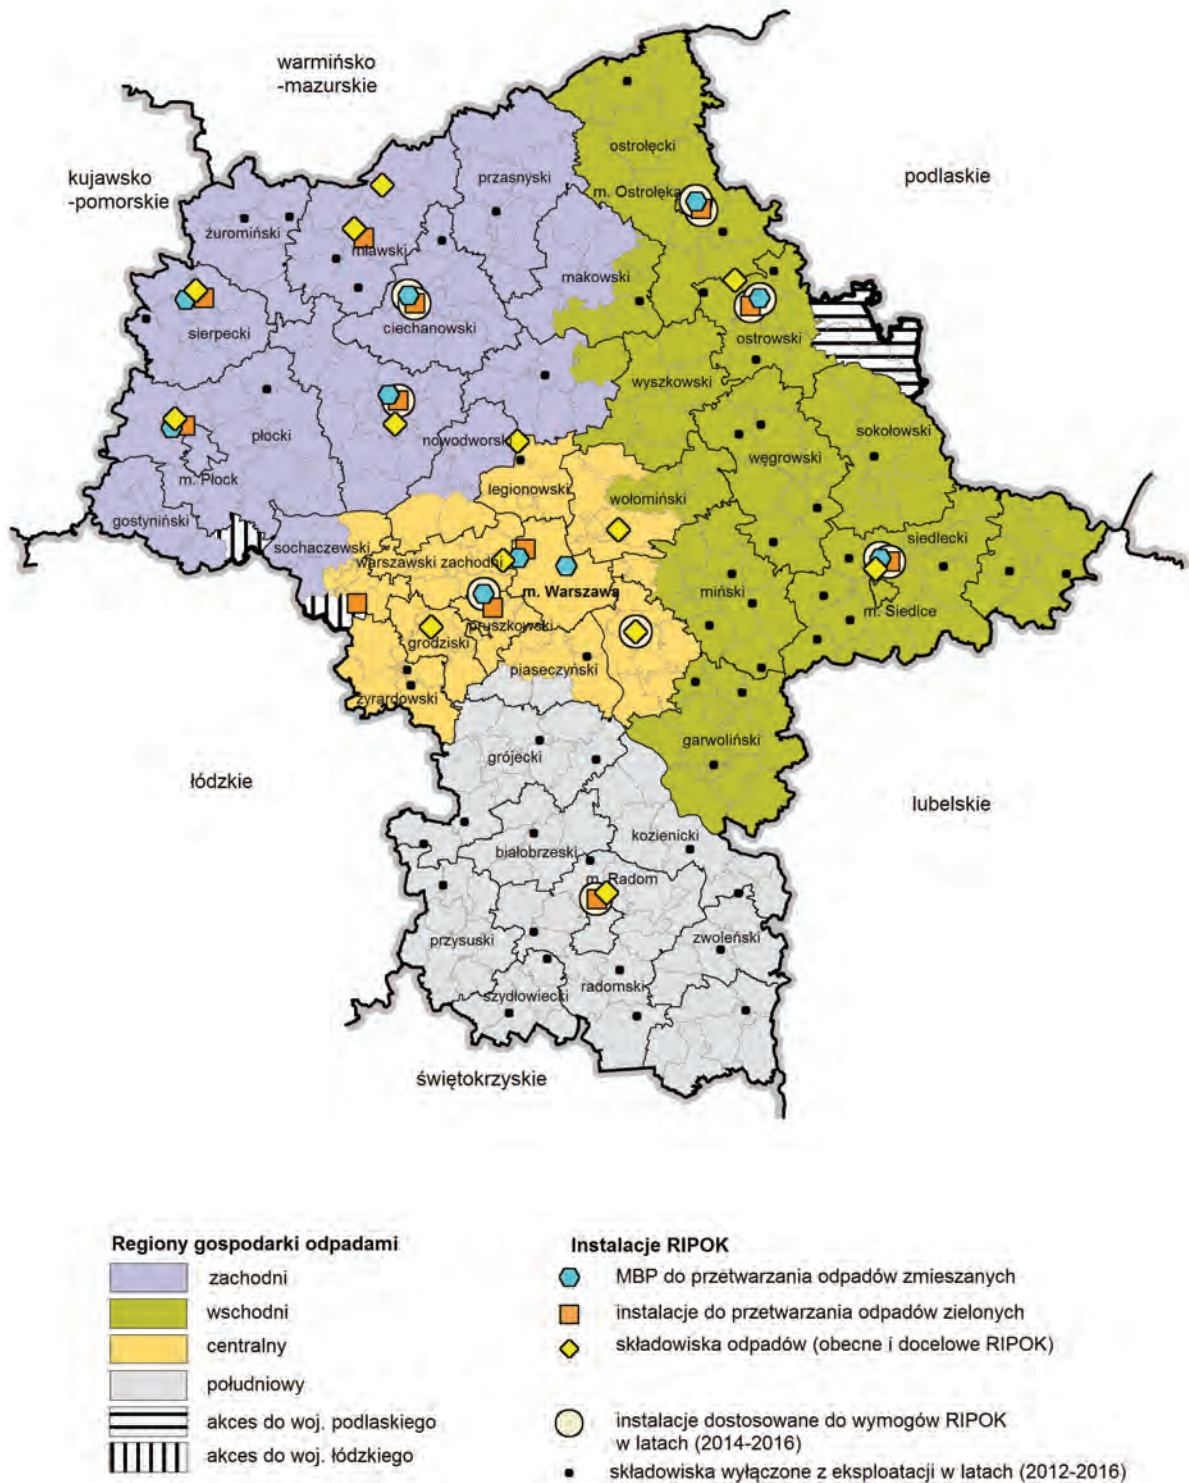 warmińsko
-mazurskie
kujawsko
-pomorskie
podlaskie
ostrołęcki
przasnyski
m. Ostrołęka
żuromiński
mławski
makowski
sierpecki
ciechanowski
ostrowski
wyszkowski
płocki
nowodworski
sokołowski
węgrowski
m. Płock
legionowski
wołomiński
gostyniński
sochaczewski
siedlecki
warszawski zachodni
m. Warszawa
miński
m. Siedlce
pruszkowski
grodziski
piaseczyński
żyrardowski
garwoliński
grójecki
łódzkie
lubelskie
kozienicki
białobrzeski
m. Radom
przysuski
zwoleński
radomski
szydłowiecki
świętokrzyskie
Regiony gospodarki odpadami
zachodni
wschodni
centralny
południowy
akces do woj. podlaskiego
akces do woj. łódzkiego
Instalacje RIPOK
MBP do przetwarzania odpadów zmieszanych
instalacje do przetwarzania odpadów zielonych
składowiska odpadów (obecne i docelowe RIPOK)
instalacje dostosowane do wymogów RIPOK
w latach (2014-2016)
składowiska wyłączone z eksploatacji w latach (2012-2016)